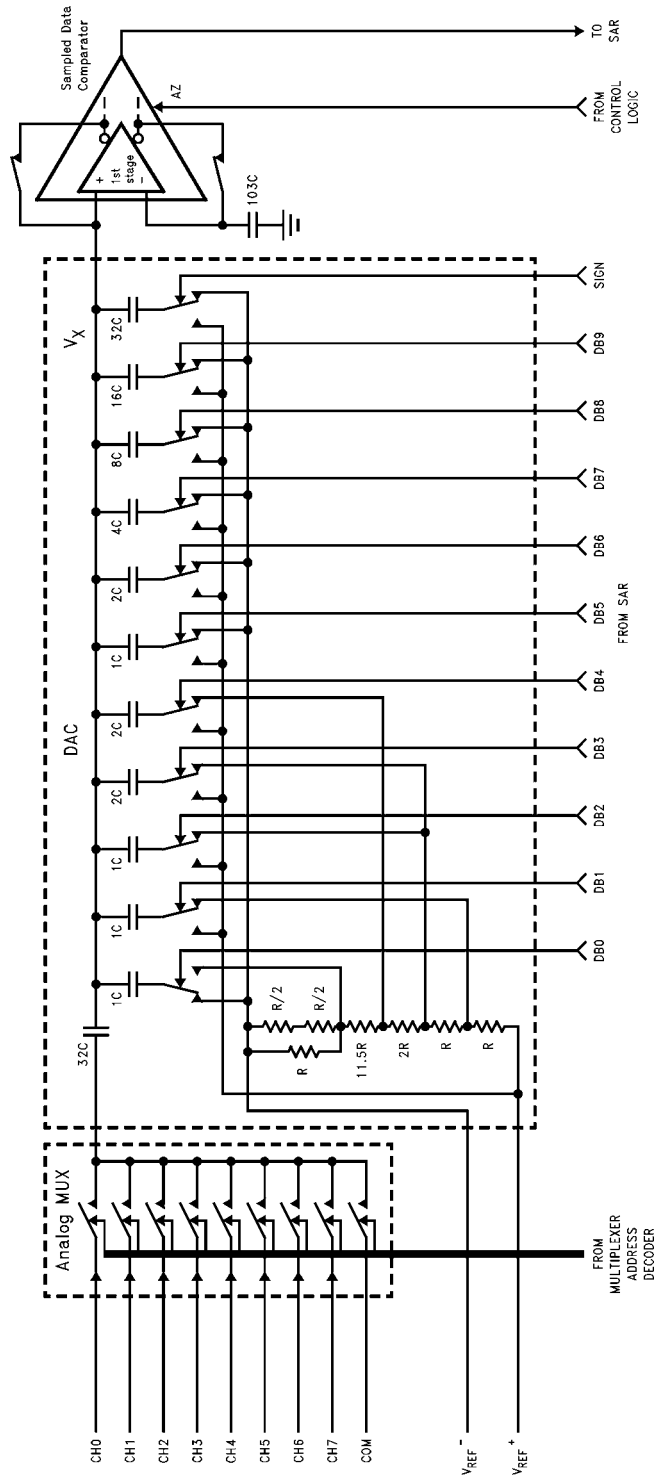 Sampled Data
Comparator
AZ
+
1st
stage
−
103C
TO
SAR
FROM
CONTROL
LOGIC
V_X
DAC
32C
16C
8C
4C
2C
1C
2C
2C
1C
1C
1C
32C
R/2
R/2
R
11.5R
2R
R
R
SIGN
DB9
DB8
DB7
DB6
DB5
FROM SAR
DB4
DB3
DB2
DB1
DB0
Analog MUX
FROM
MULTIPLEXER
ADDRESS
DECODER
CH0
CH1
CH2
CH3
CH4
CH5
CH6
CH7
COM
V_REF^−
V_REF^+